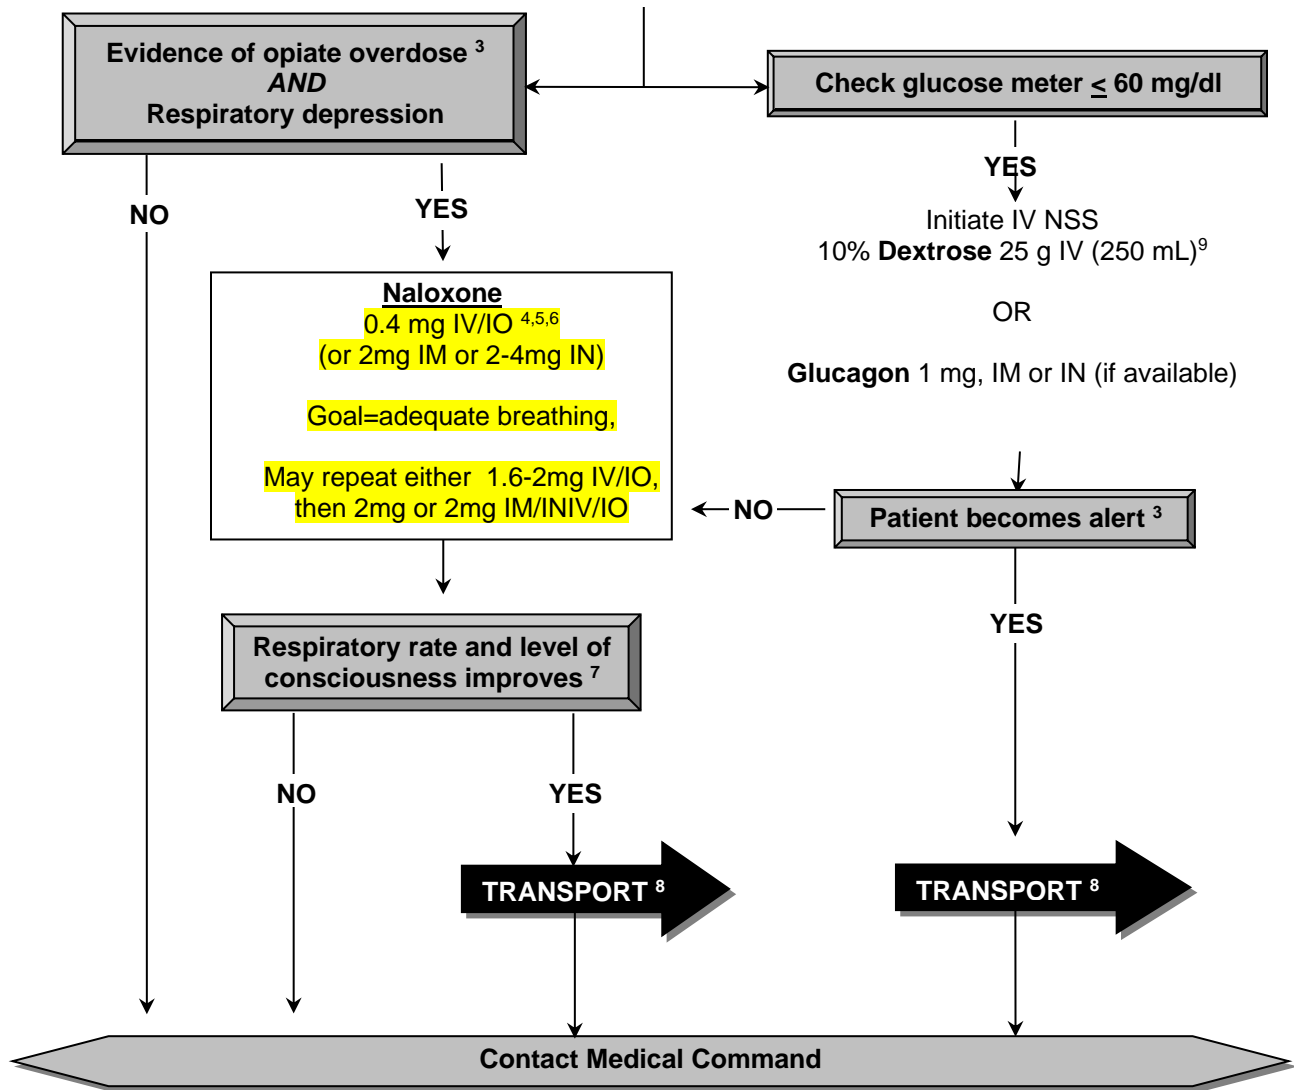 Evidence of opiate overdose 3
AND
Respiratory depression
Check glucose meter < 60 mg/dl
NO
YES
YES
Initiate IV NSS
10% Dextrose 25 g IV (250 mL)9
OR
Glucagon 1 mg, IM or IN (if available)
Naloxone
0.4 mg IV/IO 4,5,6
(or 2mg IM or 2-4mg IN)
Goal=adequate breathing,
May repeat either 1.6-2mg IV/IO,
then 2mg or 2mg IM/INIV/IO
NO
Patient becomes alert 3
YES
Respiratory rate and level of
consciousness improves 7
NO
YES
TRANSPORT 8
TRANSPORT 8
Contact Medical Command